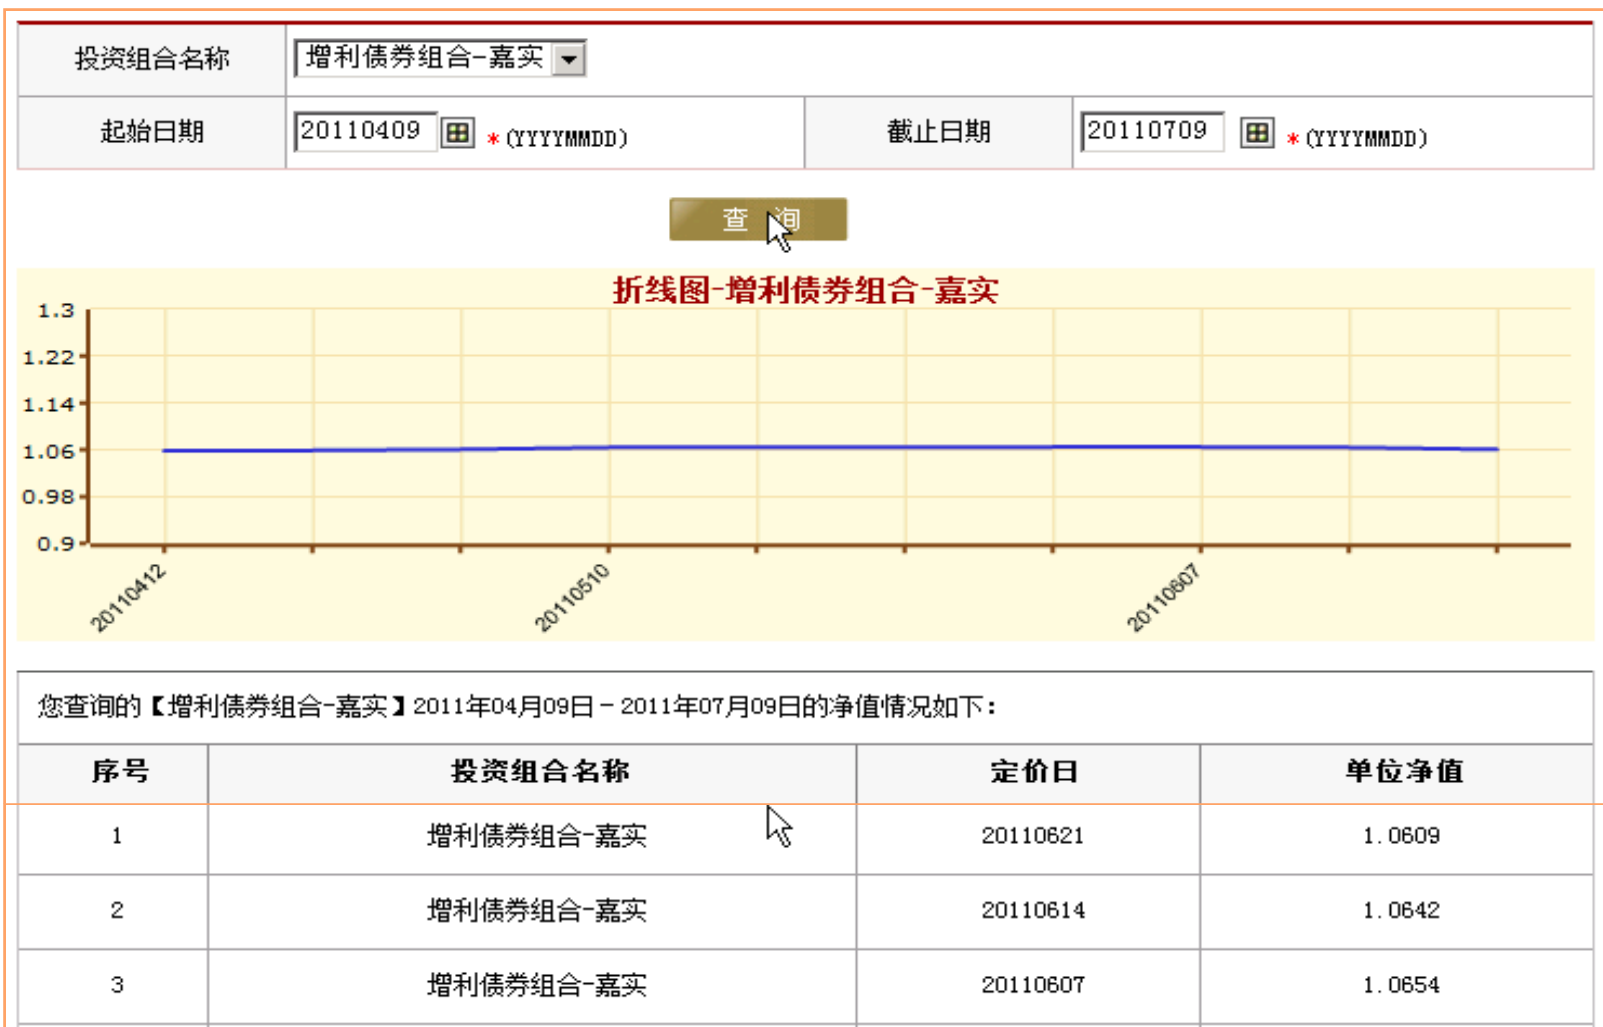 投资组合名称 增利债券组合-嘉实
起始日期 20110409 *(YYYYMMDD) 截止日期 20110709 *(YYYYMMDD)
查 询
折线图-增利债券组合-嘉实
1.3
1.22
1.14
1.06
0.98
0.9
20110412 20110510 20110607
您查询的【增利债券组合-嘉实】2011年04月09日-2011年07月09日的净值情况如下:
序号 投资组合名称 定价日 单位净值
1 增利债券组合-嘉实 20110621 1.0609
2 增利债券组合-嘉实 20110614 1.0642
3 增利债券组合-嘉实 20110607 1.0654